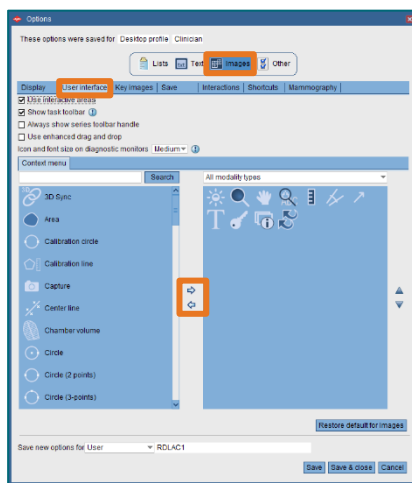 Options
These options were saved for Desktop profile Clinician
Lists Text Images Other
Display User interface Key images Save Interactions Shortcuts Mammography
Use interactive areas
Show task toolbar
Always show series toolbar handle
Use enhanced drag and drop
Icon and font size on diagnostic monitors Medium
Context menu
Search All modality types
3D Sync
Area
Calibration circle
Calibration line
Capture
Center line
Chamber volume
Circle
Circle (2 points)
Circle (3-points)
Restore default for Images
Save new options for User RDLAC1
Save Save & close Cancel